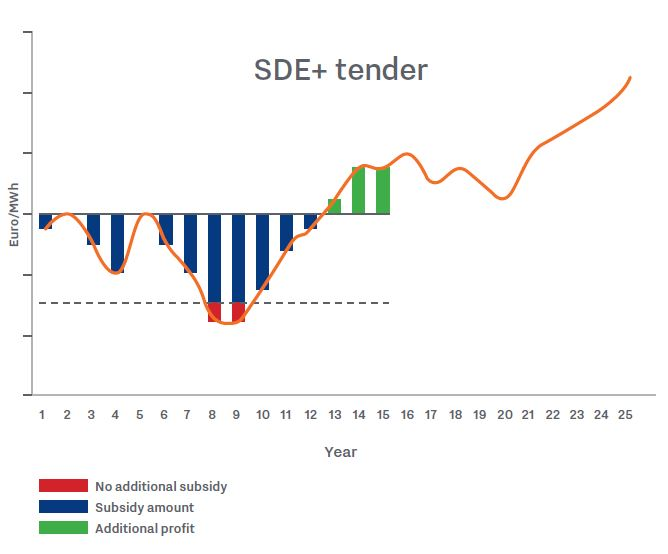 SDE+ tender
Euro/MWh
1 2 3 4 5 6 7 8 9 10 11 12 13 14 15 16 17 18 19 20 21 22 23 24 25
Year
No additional subsidy
Subsidy amount
Additional profit